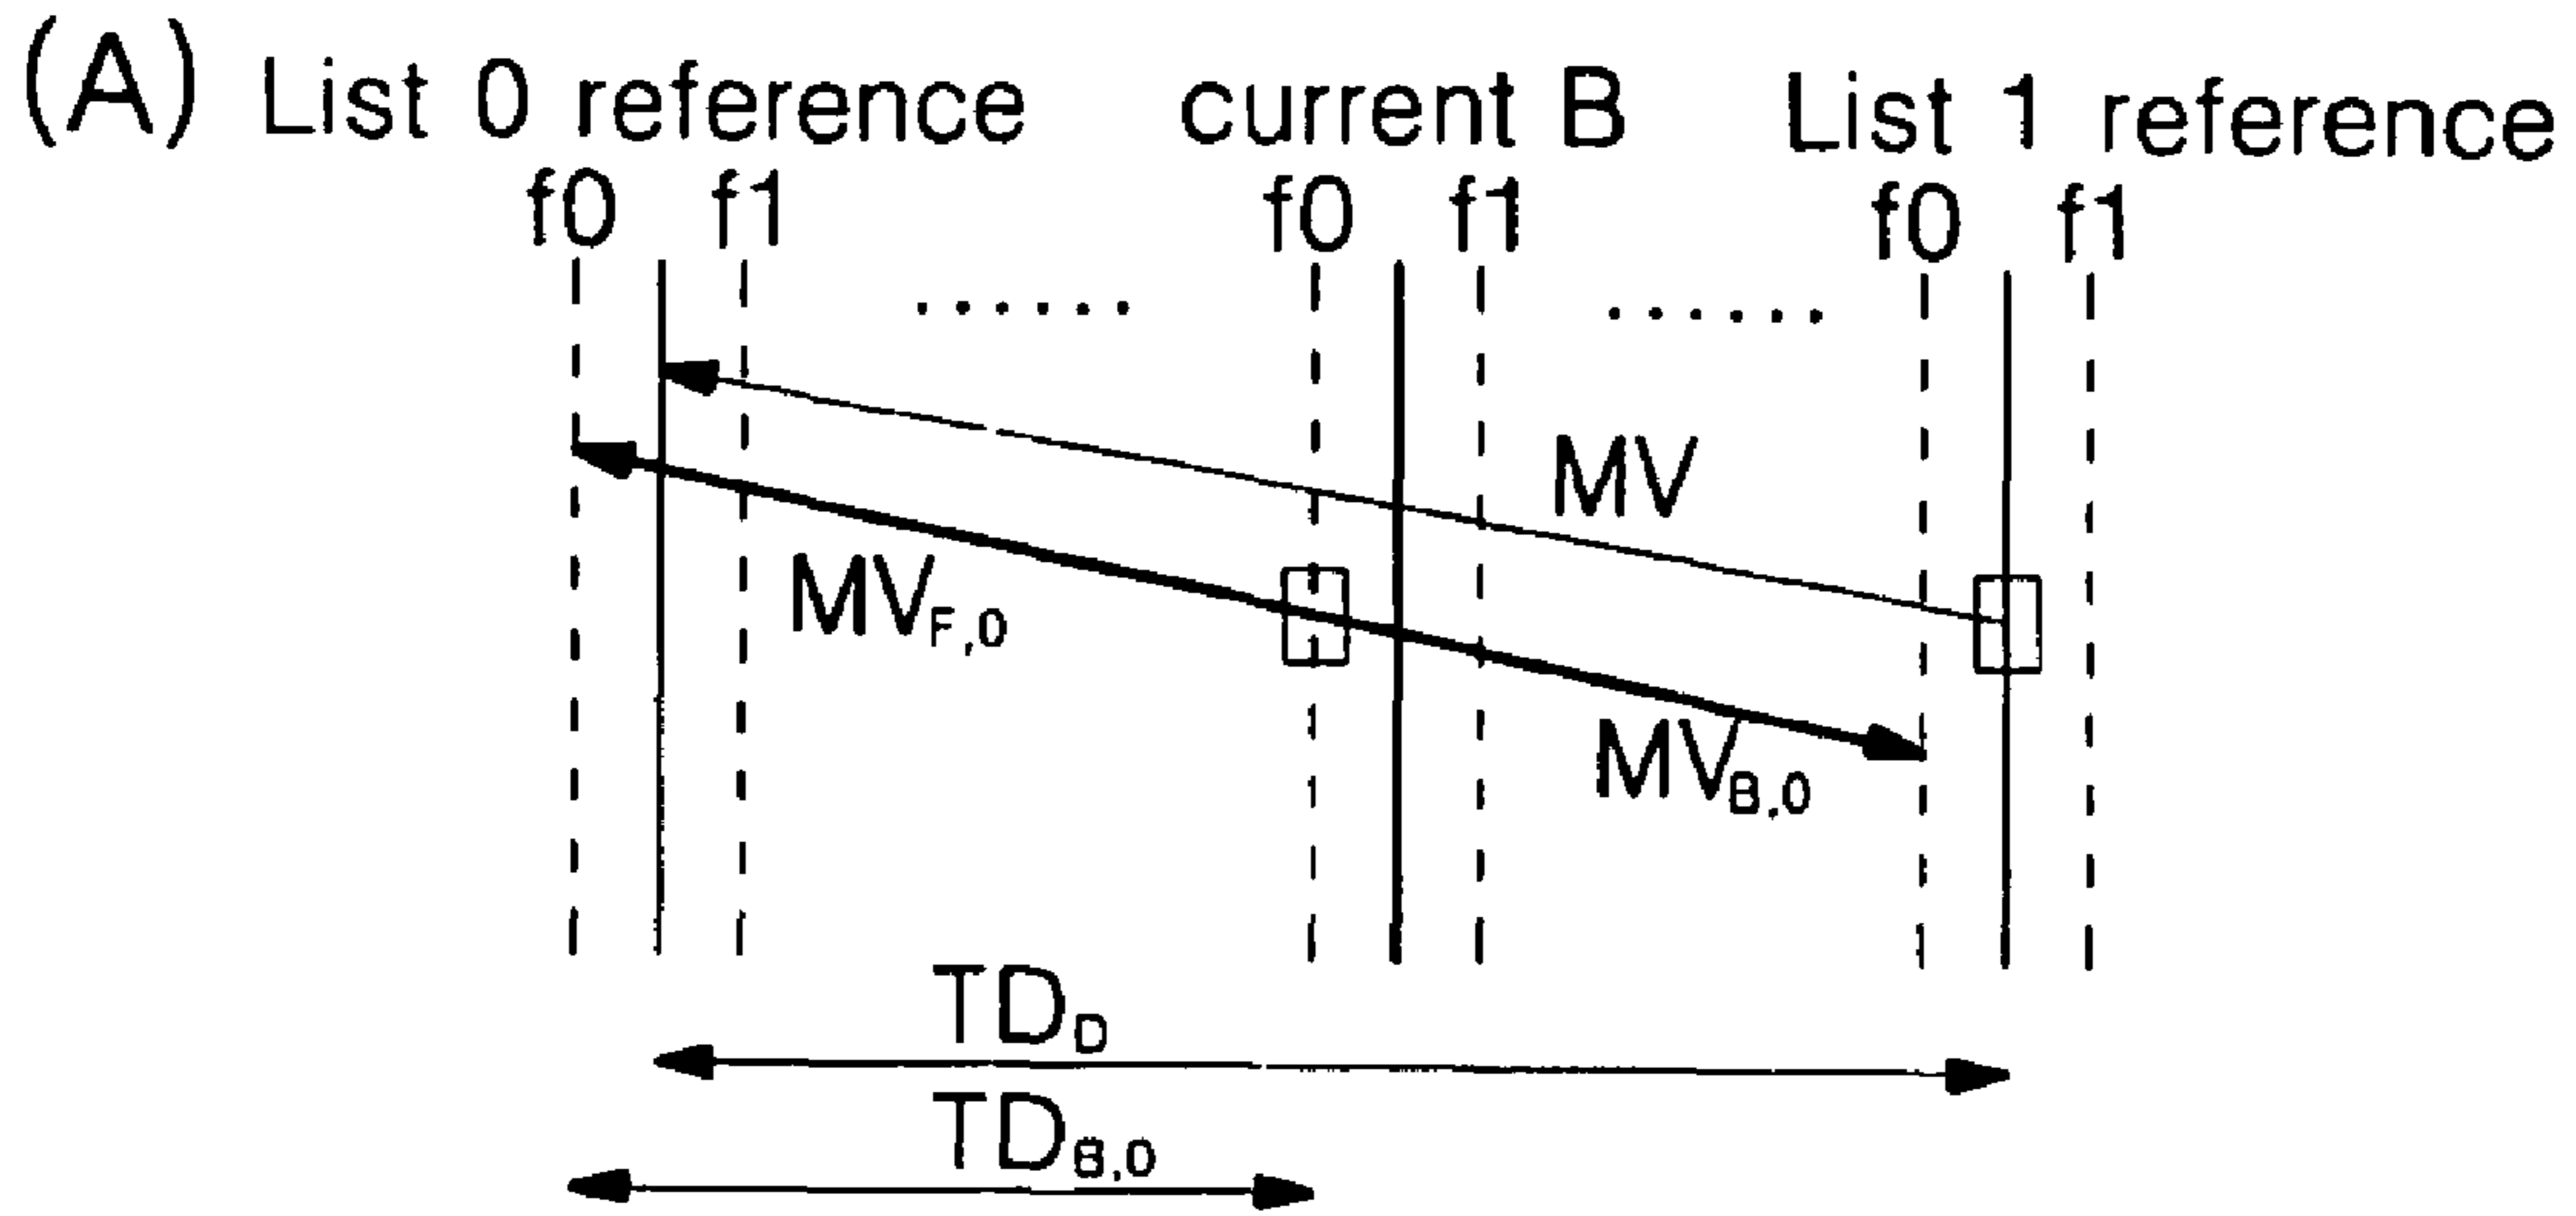 (A) List 0 reference current B List 1 reference
f0 f1 f0 f1 f0 f1
MV
MVF,0
MVB,0
TDD
TDB,0